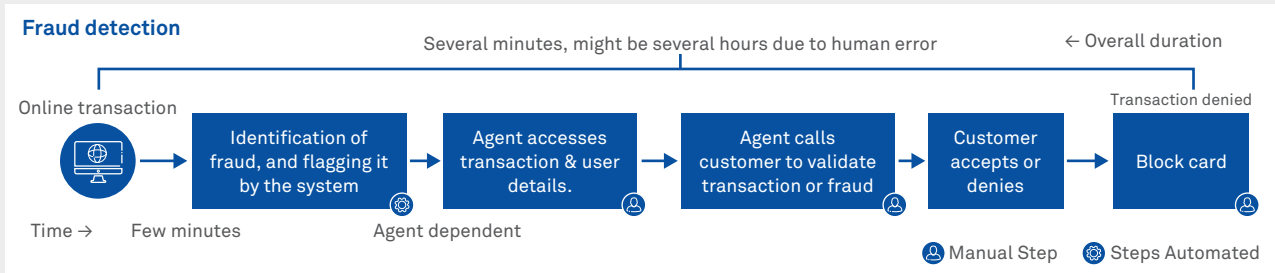 Fraud detection
Several minutes, might be several hours due to human error
← Overall duration
Online transaction
Transaction denied
Identification of
fraud, and flagging it
by the system
Agent accesses
transaction & user
details.
Agent calls
customer to validate
transaction or fraud
Customer
accepts or
denies
Block card
Time →
Few minutes
Agent dependent
Manual Step
Steps Automated